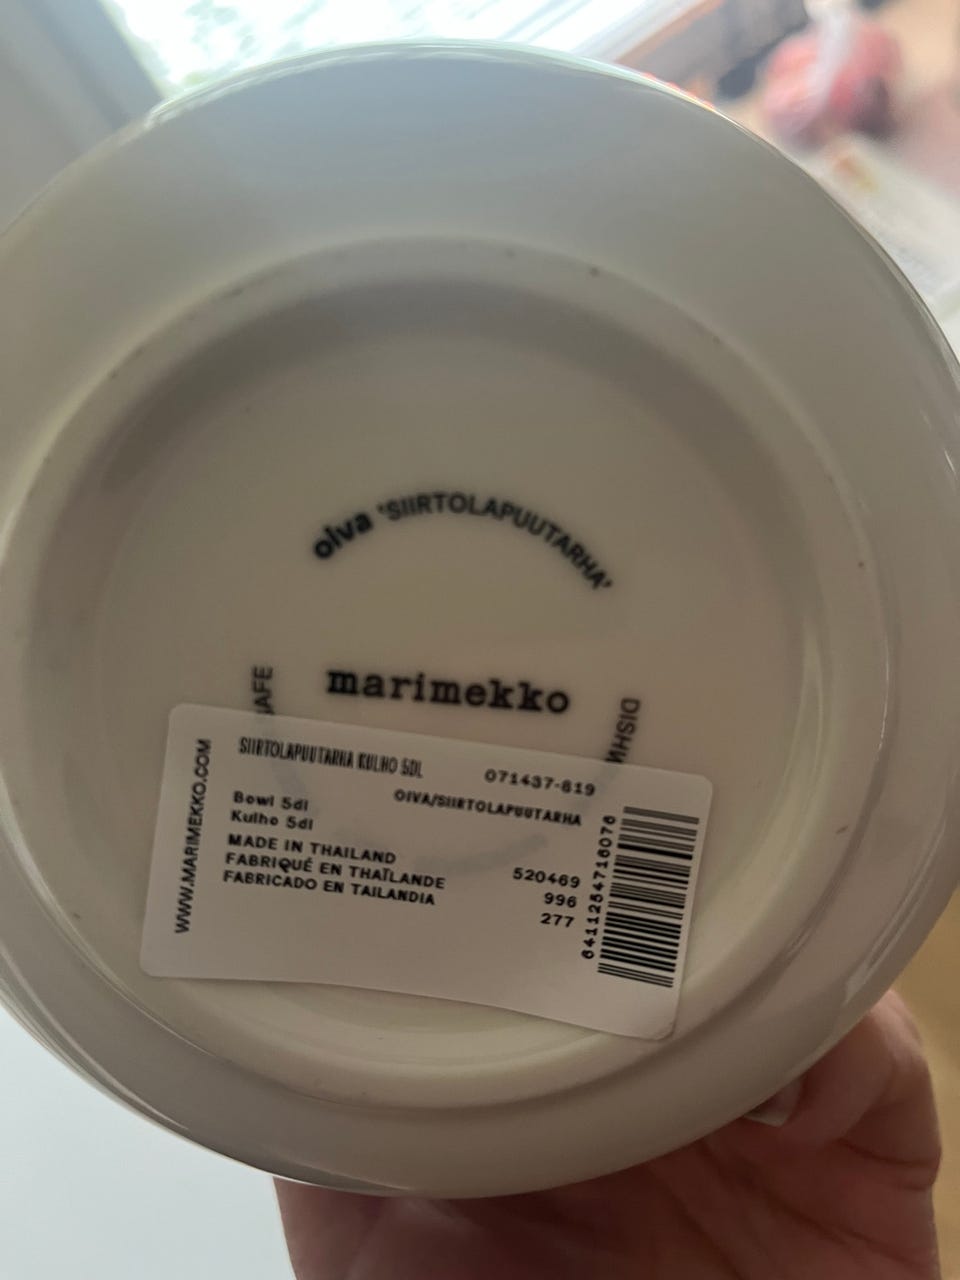 oiva 'SIIRTOLAPUUTARHA'
marimekko
SIIRTOLAPUUTARHA KULHO 5DL
071437-819
OIVA/SIIRTOLAPUUTARHA
Bowl 5dl
Kulho 5dl
MADE IN THAILAND
FABRIQUÉ EN THAÏLANDE
FABRICADO EN TAILANDIA
520469
996
277
WWW.MARIMEKKO.COM
6411254716076